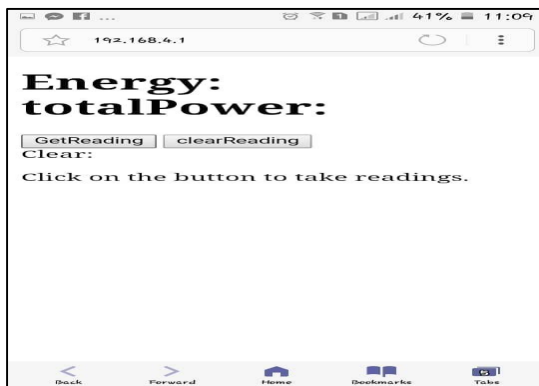 ... 41% 11:09
192.168.4.1
Energy:
totalPower:
GetReading clearReading
Clear:
Click on the button to take readings.
Back Forward Home Bookmarks Tabs